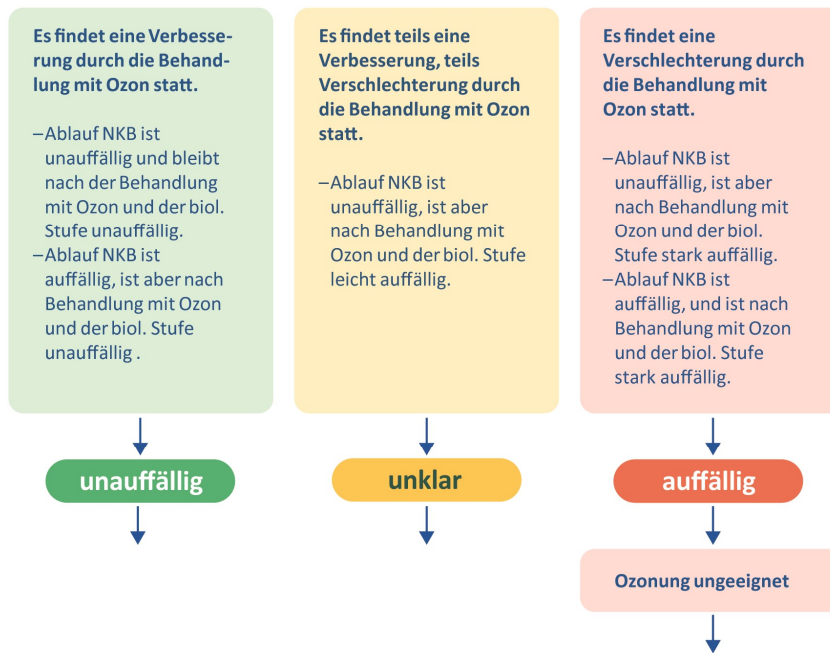 Es findet eine Verbesse-
rung durch die Behand-
lung mit Ozon statt.
–Ablauf NKB ist
unauffällig und bleibt
nach der Behandlung
mit Ozon und der biol.
Stufe unauffällig.
–Ablauf NKB ist
auffällig, ist aber nach
Behandlung mit Ozon
und der biol. Stufe
unauffällig .
unauffällig
Es findet teils eine
Verbesserung, teils
Verschlechterung durch
die Behandlung mit Ozon
statt.
–Ablauf NKB ist
unauffällig, ist aber
nach Behandlung mit
Ozon und der biol. Stufe
leicht auffällig.
unklar
Es findet eine
Verschlechterung durch
die Behandlung mit
Ozon statt.
–Ablauf NKB ist
unauffällig, ist aber
nach Behandlung mit
Ozon und der biol.
Stufe stark auffällig.
–Ablauf NKB ist
auffällig, und ist nach
Behandlung mit Ozon
und der biol. Stufe
stark auffällig.
auffällig
Ozonung ungeeignet